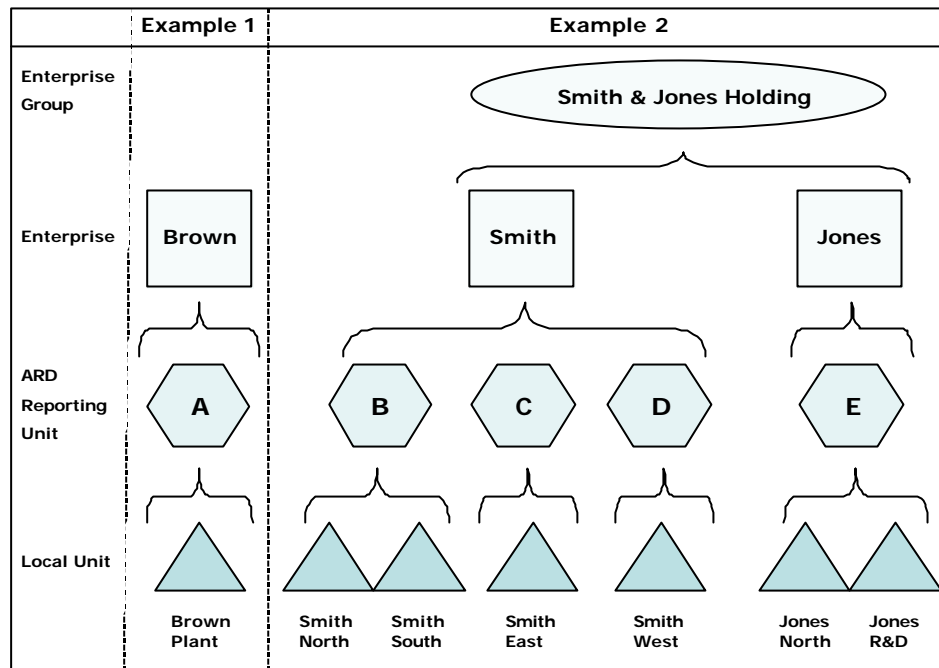 Example 1 Example 2
Enterprise
Group
Smith & Jones Holding
Enterprise
Brown Smith Jones
ARD
Reporting
Unit
A B C D E
Local Unit
Brown Smith Smith Smith Smith Jones Jones
Plant North South East West North R&D